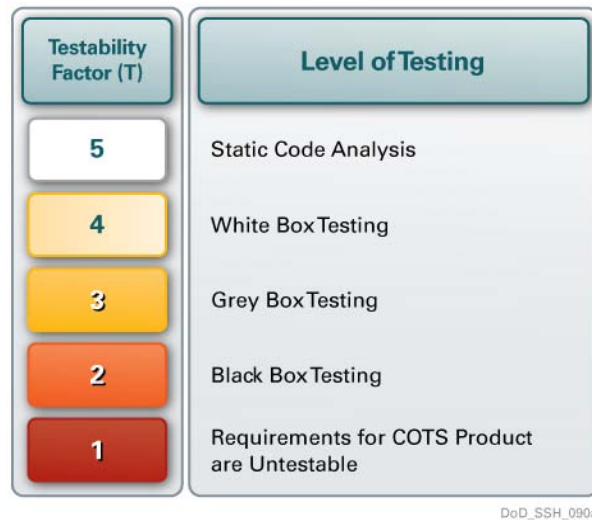 Testability
Factor (T)
Level of Testing
5
Static Code Analysis
4
White Box Testing
3
Grey Box Testing
2
Black Box Testing
1
Requirements for COTS Product
are Untestable